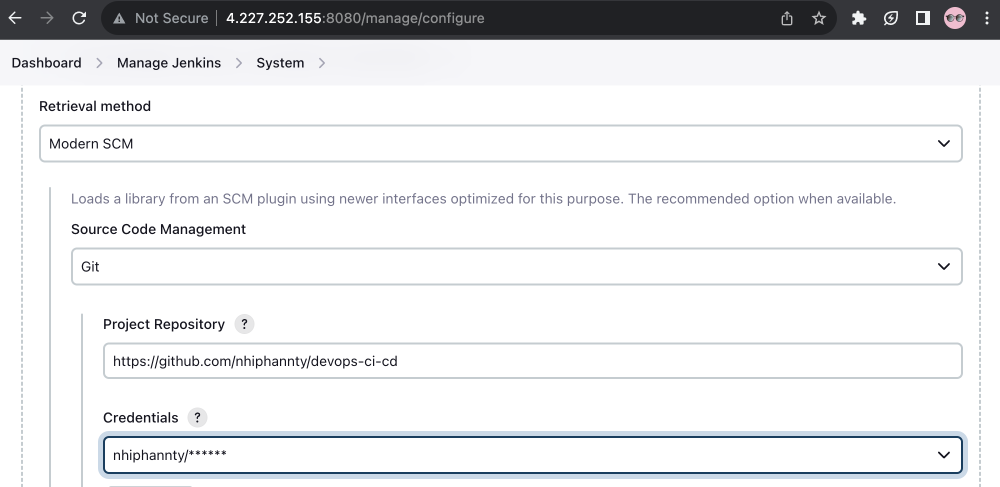 Not Secure 4.227.252.155:8080/manage/configure
Dashboard Manage Jenkins System
Retrieval method
Modern SCM
Loads a library from an SCM plugin using newer interfaces optimized for this purpose. The recommended option when available.
Source Code Management
Git
Project Repository ?
https://github.com/nhiphannty/devops-ci-cd
Credentials ?
nhiphannty/******